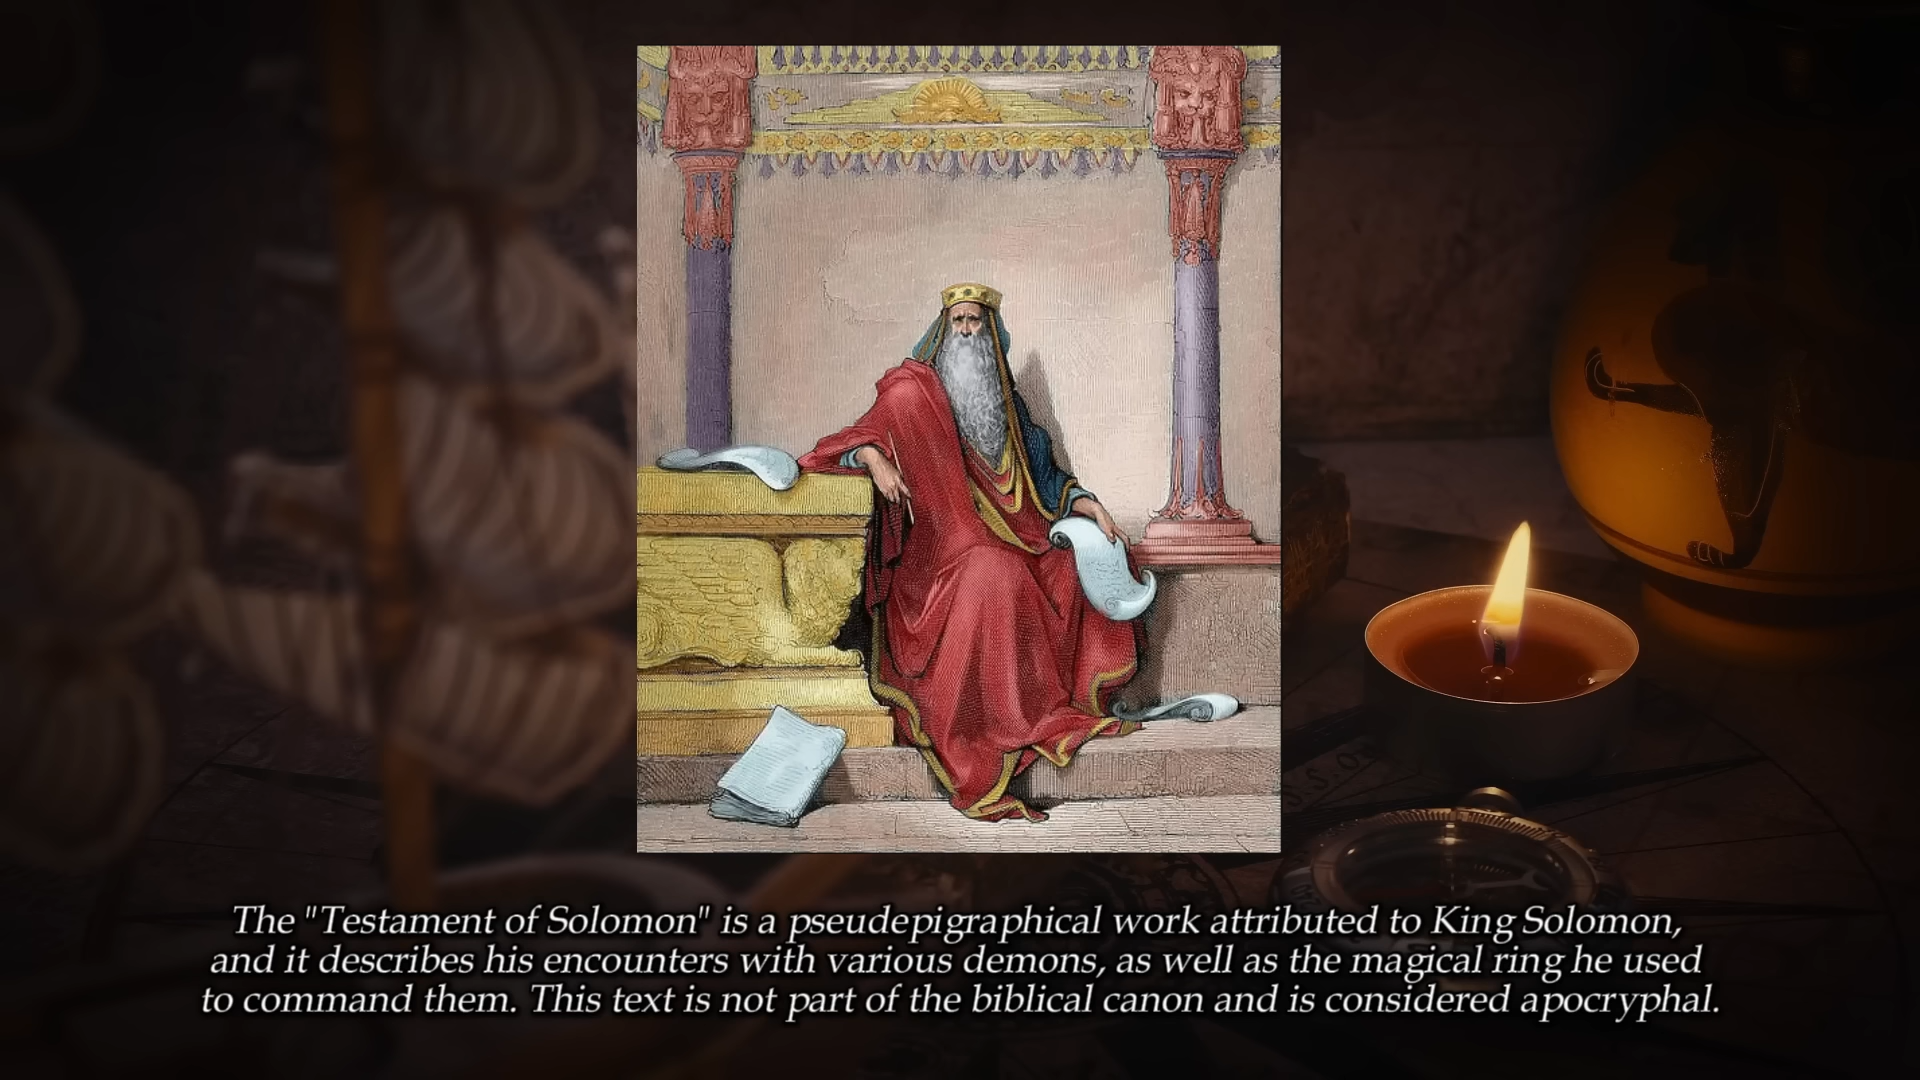 The "Testament of Solomon" is a pseudepigraphical work attributed to King Solomon,
and it describes his encounters with various demons, as well as the magical ring he used
to command them. This text is not part of the biblical canon and is considered apocryphal.